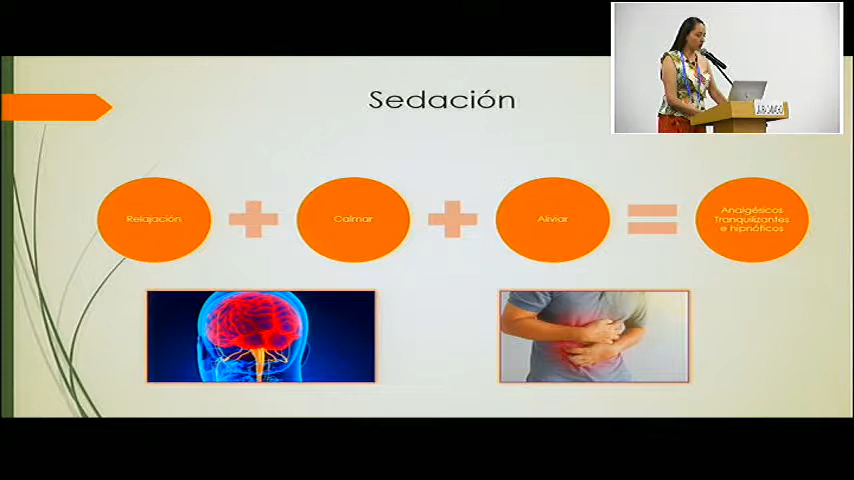 Sedación
Relajación
Calmar
Aliviar
Analgésicos
Tranquilizantes
e hipnóticos